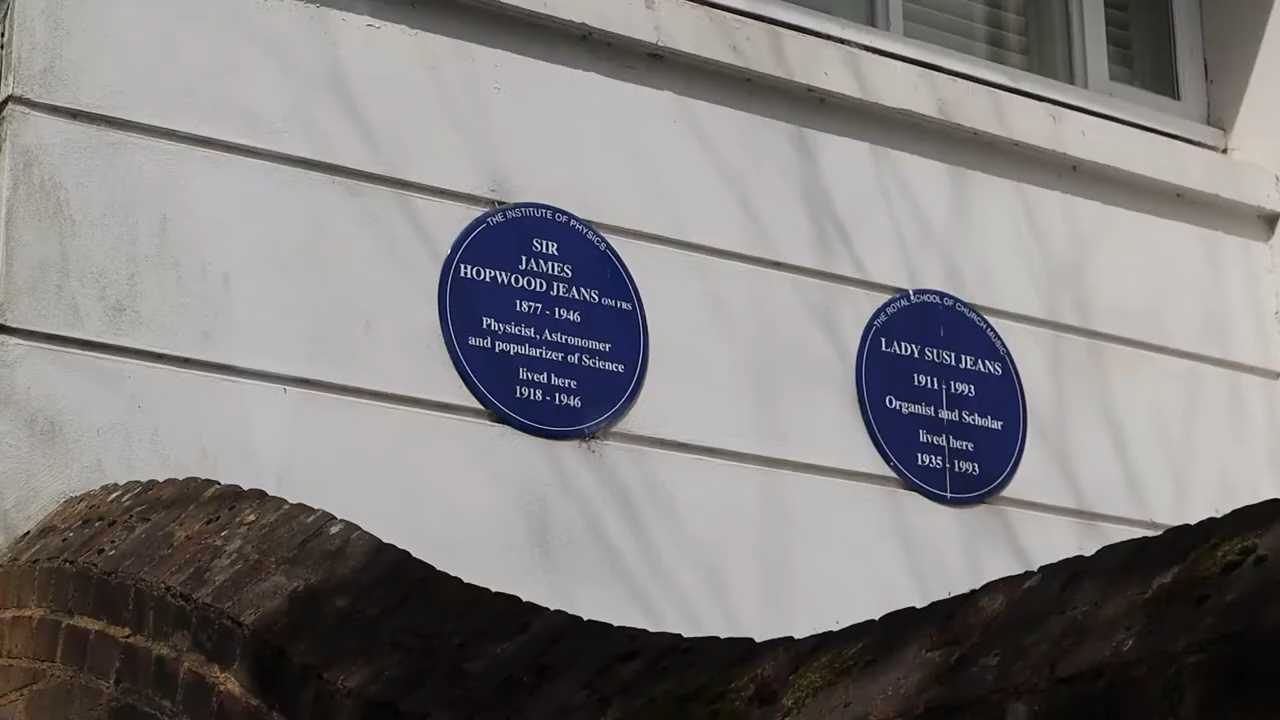 THE INSTITUTE OF PHYSICS
SIR
JAMES
HOPWOOD JEANS OM FRS
1877 - 1946
Physicist, Astronomer
and popularizer of Science
lived here
1918 - 1946
THE ROYAL SCHOOL OF CHURCH MUSIC
LADY SUSI JEANS
1911 - 1993
Organist and Scholar
lived here
1935 - 1993